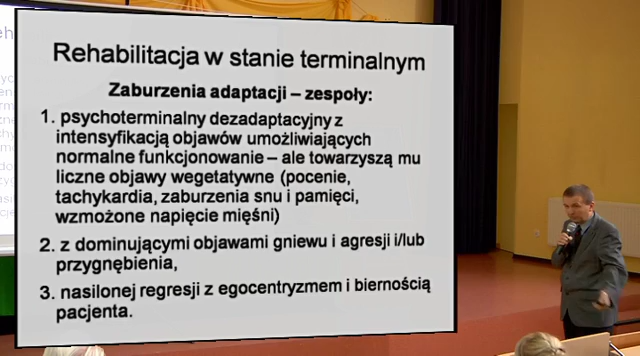 Rehabilitacja w stanie terminalnym
Zaburzenia adaptacji – zespoły:
1. psychoterminalny dezadaptacyjny z
intensyfikacją objawów umożliwiających
normalne funkcjonowanie – ale towarzyszą mu
liczne objawy wegetatywne (pocenie,
tachykardia, zaburzenia snu i pamięci,
wzmożone napięcie mięśni)
2. z dominującymi objawami gniewu i agresji i/lub
przygnębienia,
3. nasilonej regresji z egocentryzmem i biernością
pacjenta.